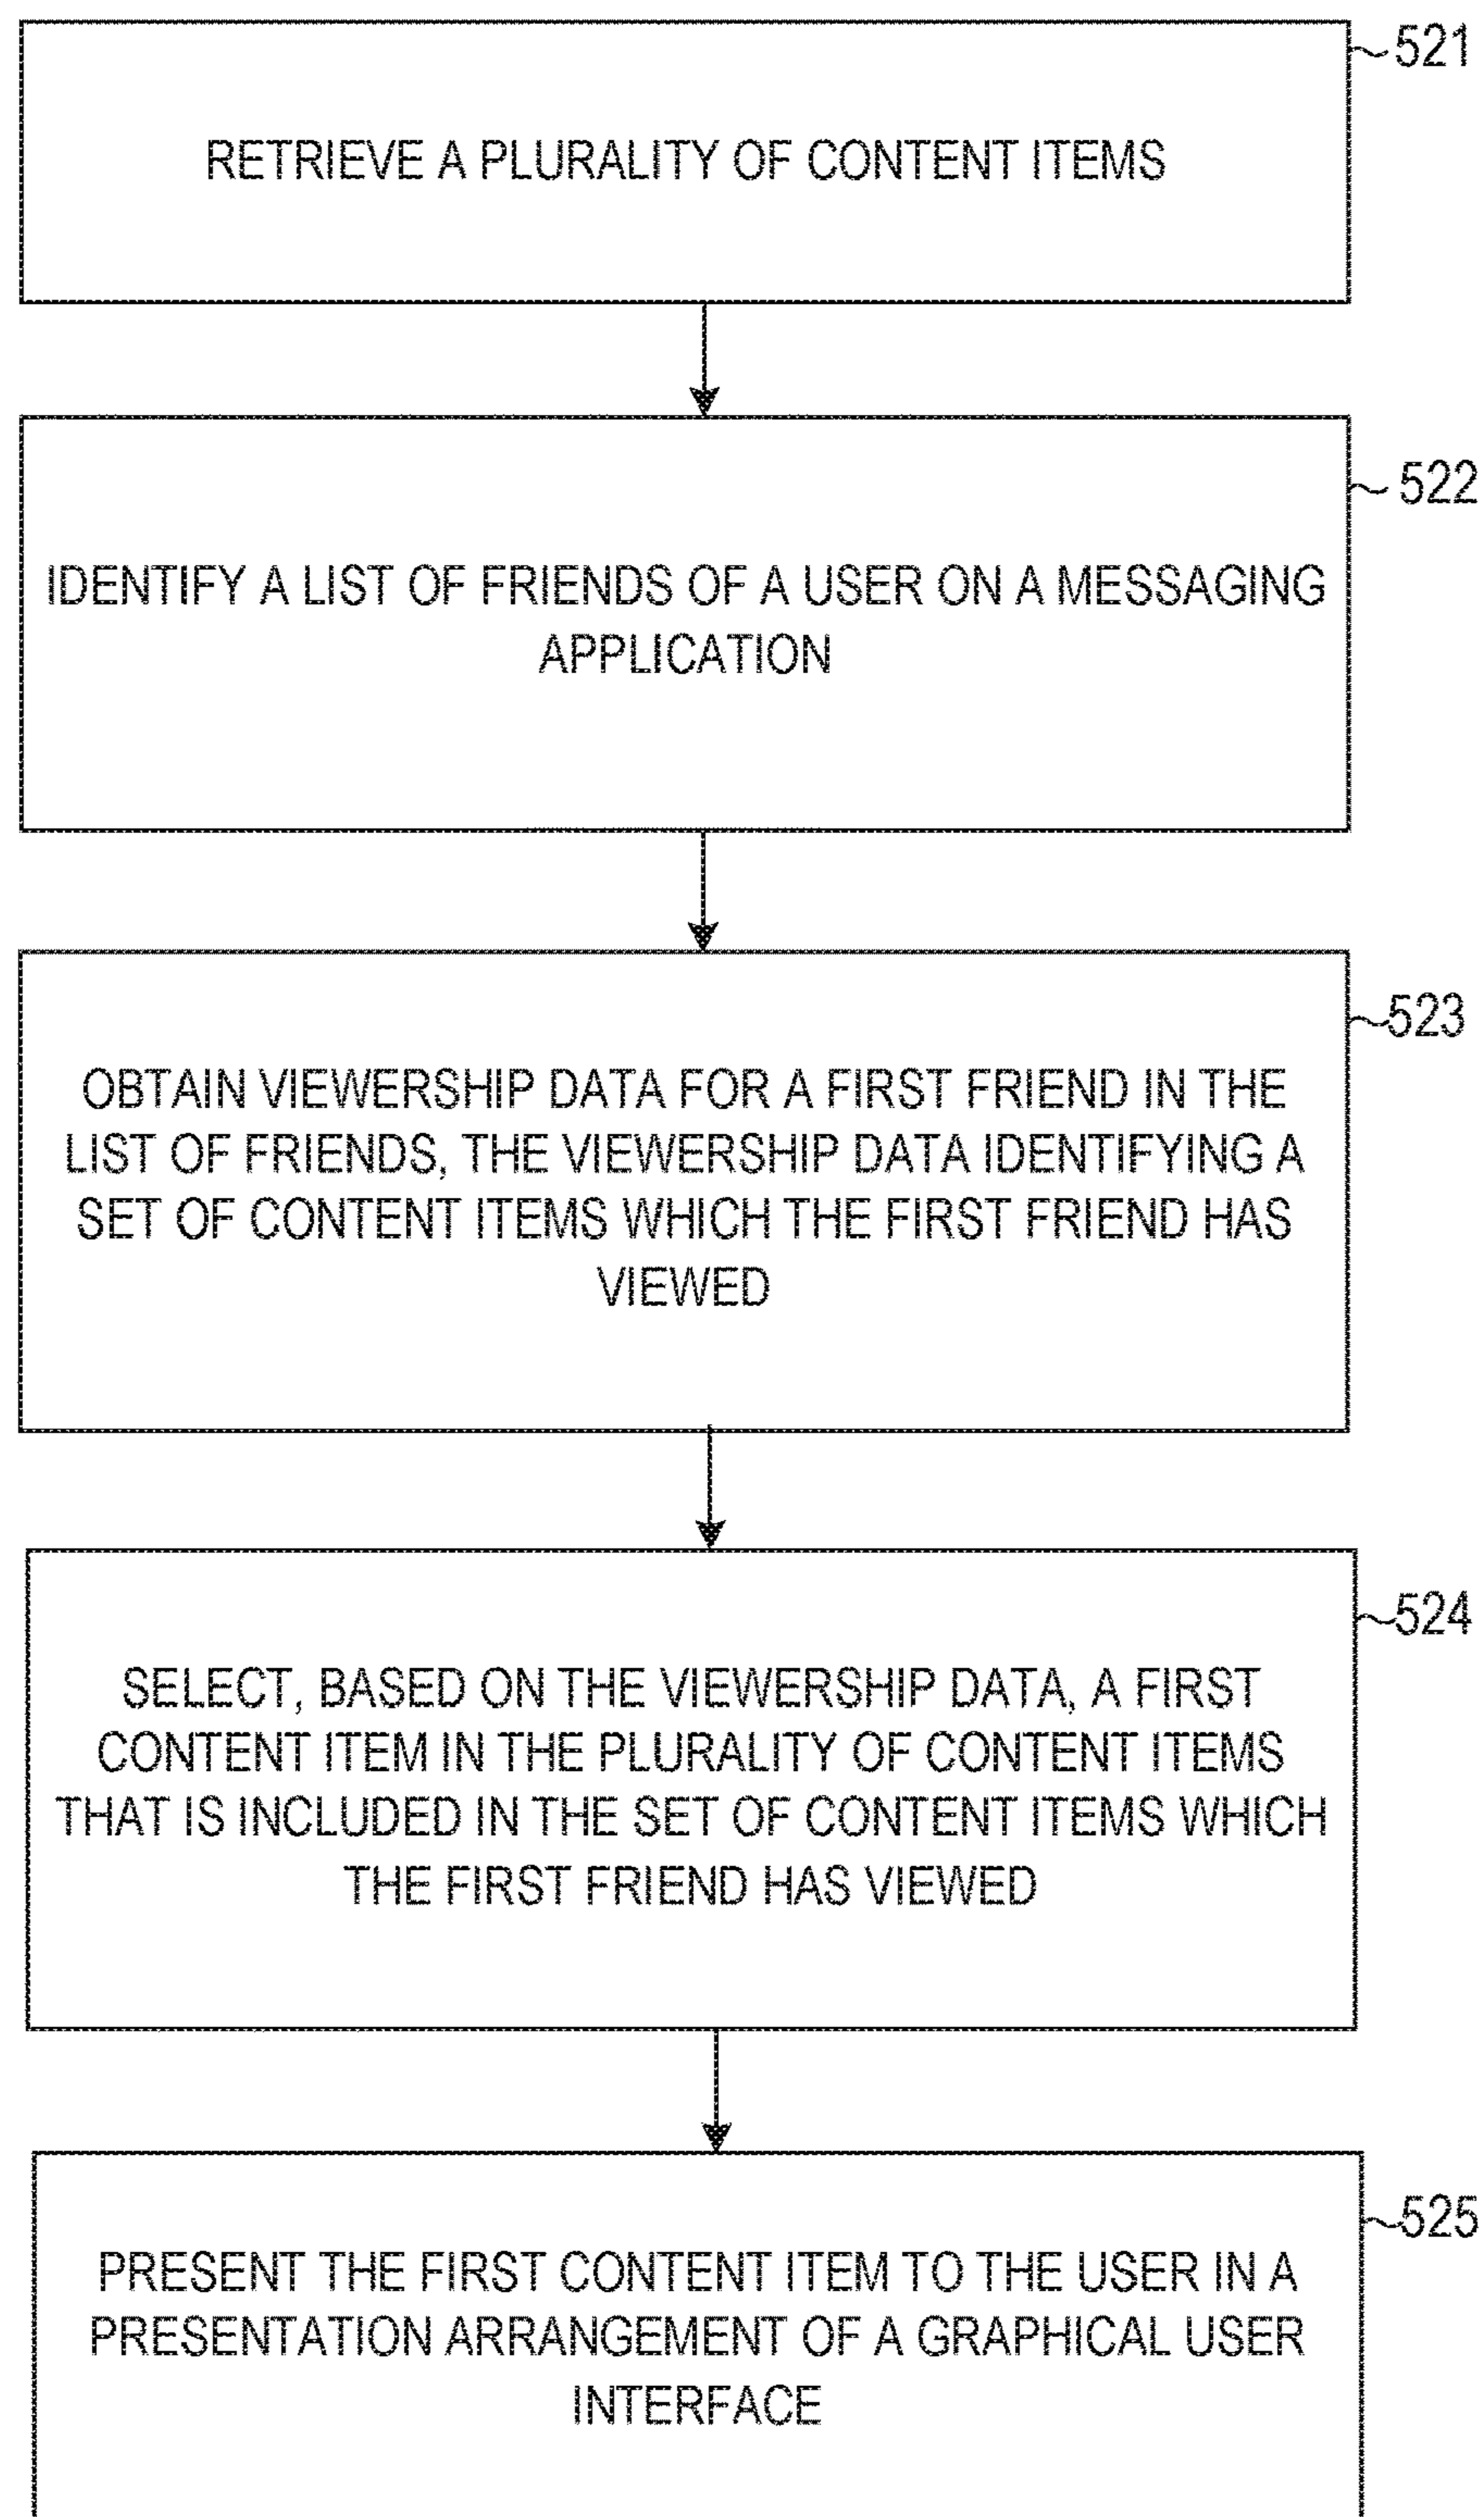 521
RETRIEVE A PLURALITY OF CONTENT ITEMS
522
IDENTIFY A LIST OF FRIENDS OF A USER ON A MESSAGING
APPLICATION
523
OBTAIN VIEWERSHIP DATA FOR A FIRST FRIEND IN THE
LIST OF FRIENDS, THE VIEWERSHIP DATA IDENTIFYING A
SET OF CONTENT ITEMS WHICH THE FIRST FRIEND HAS
VIEWED
524
SELECT, BASED ON THE VIEWERSHIP DATA, A FIRST
CONTENT ITEM IN THE PLURALITY OF CONTENT ITEMS
THAT IS INCLUDED IN THE SET OF CONTENT ITEMS WHICH
THE FIRST FRIEND HAS VIEWED
525
PRESENT THE FIRST CONTENT ITEM TO THE USER IN A
PRESENTATION ARRANGEMENT OF A GRAPHICAL USER
INTERFACE